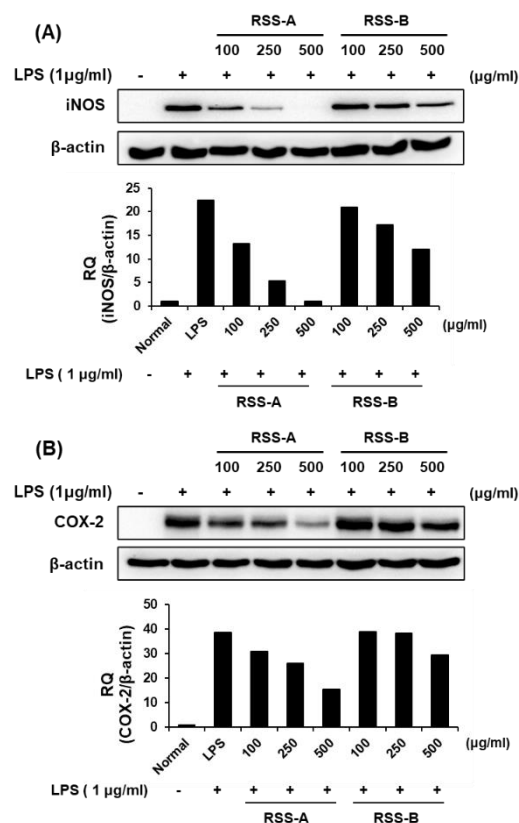 (A)
RSS-A RSS-B
100 250 500 100 250 500
LPS (1μg/ml) - + + + + + + + (μg/ml)
iNOS
β-actin
25
20
15
10
5
0
RQ
(iNOS/β-actin)
Normal LPS 100 250 500 100 250 500 (μg/ml)
LPS ( 1 μg/ml) - + + + + + + +
RSS-A RSS-B
(B)
RSS-A RSS-B
100 250 500 100 250 500
LPS (1μg/ml) - + + + + + + + (μg/ml)
COX-2
β-actin
50
40
30
20
10
0
RQ
(COX-2/β-actin)
Normal LPS 100 250 500 100 250 500 (μg/ml)
LPS ( 1 μg/ml) - + + + + + + +
RSS-A RSS-B